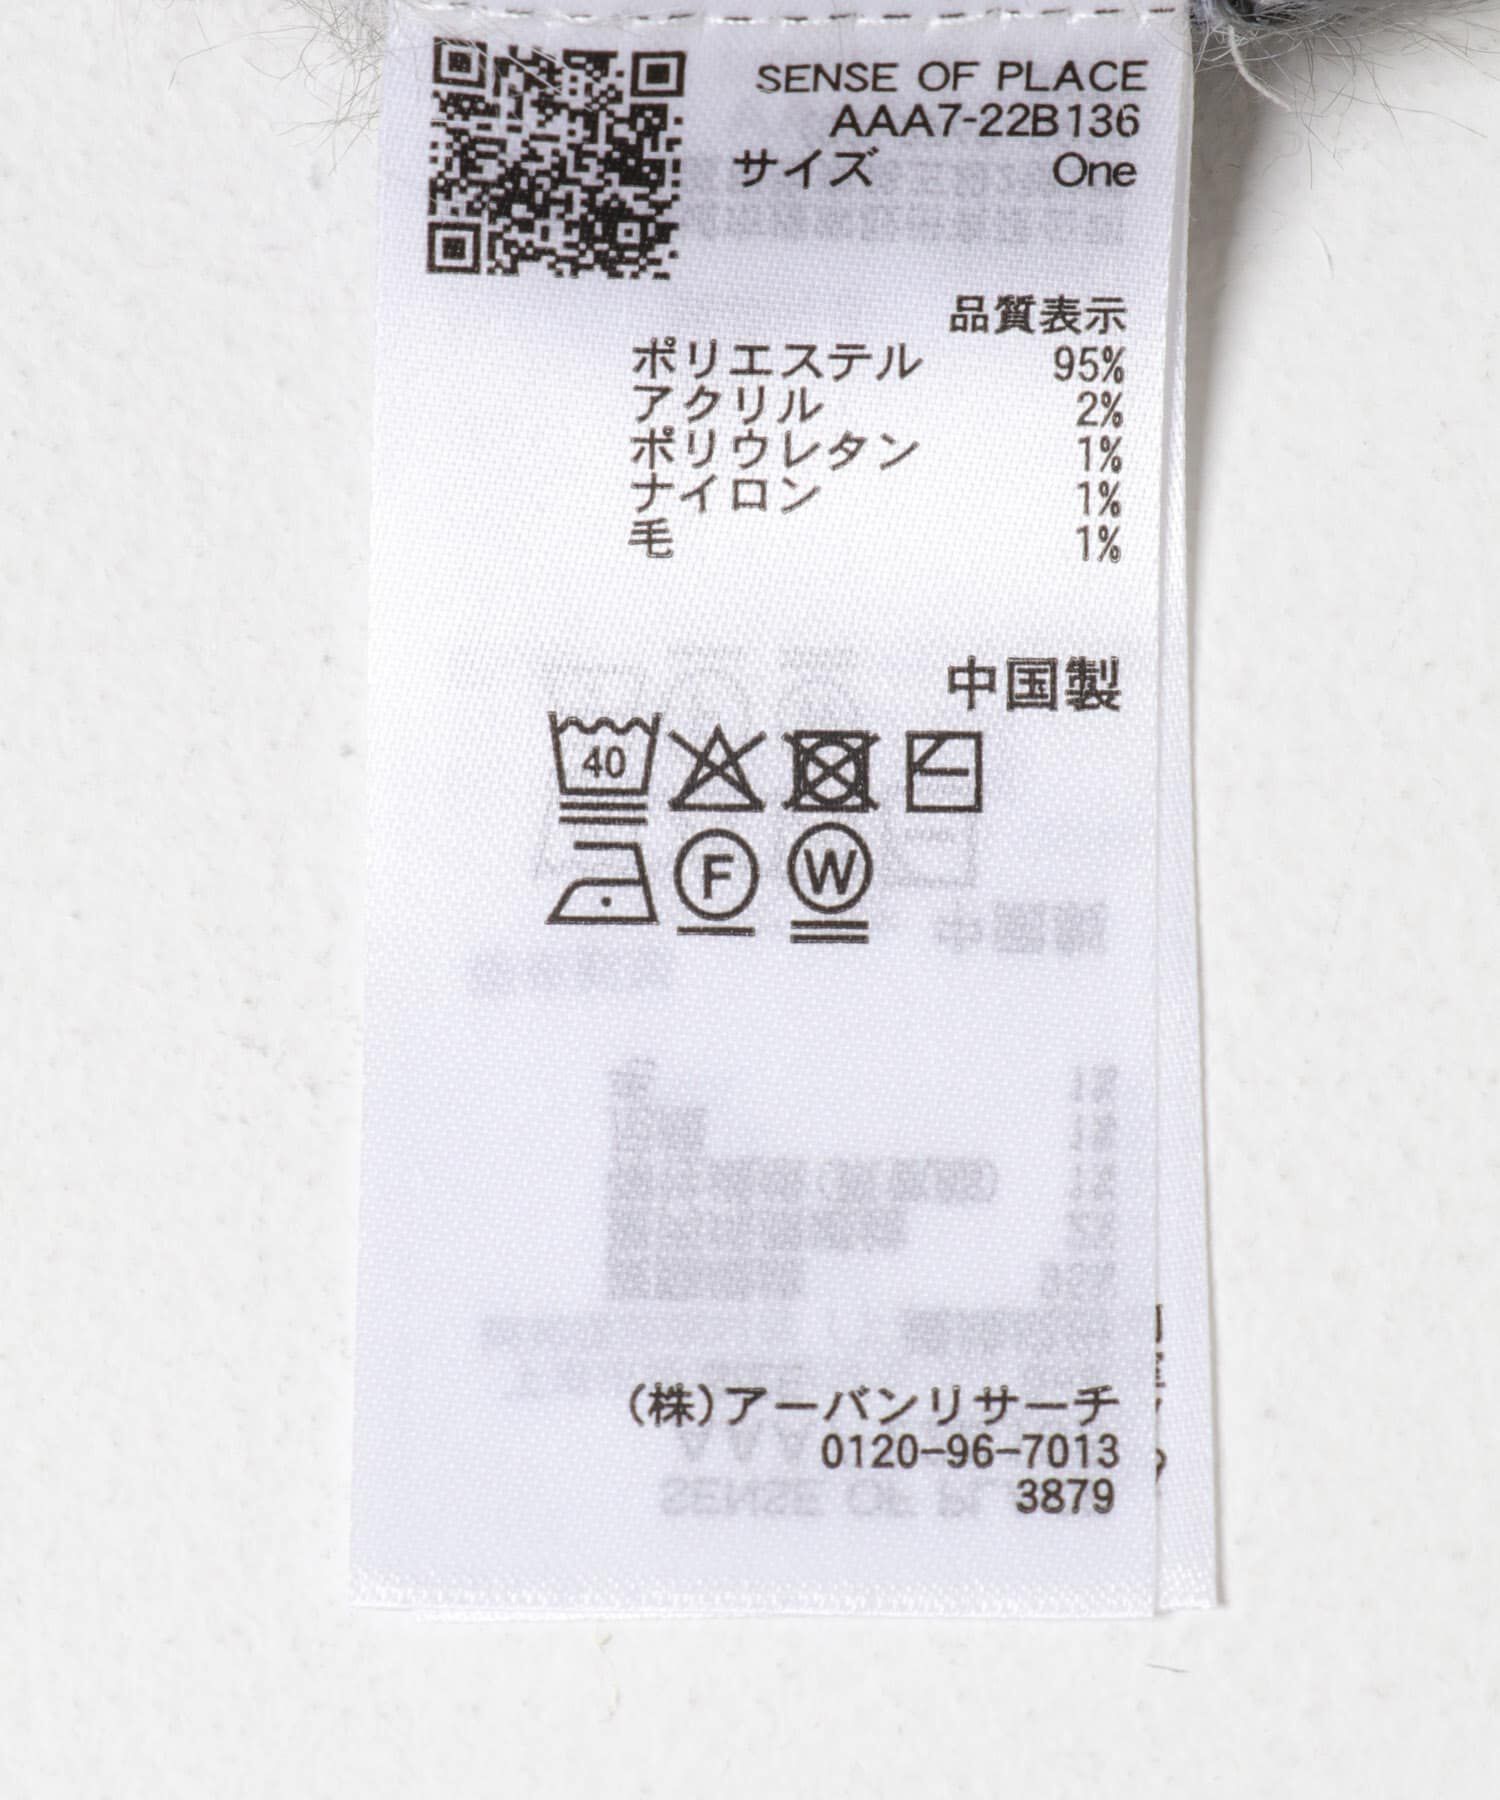 SENSE OF PLACE
AAA7-22B136
サイズ One
品質表示
ポリエステル 95%
アクリル 2%
ポリウレタン 1%
ナイロン 1%
毛 1%
中国製
40
F W
(株)アーバンリサーチ
0120-96-7013
3879